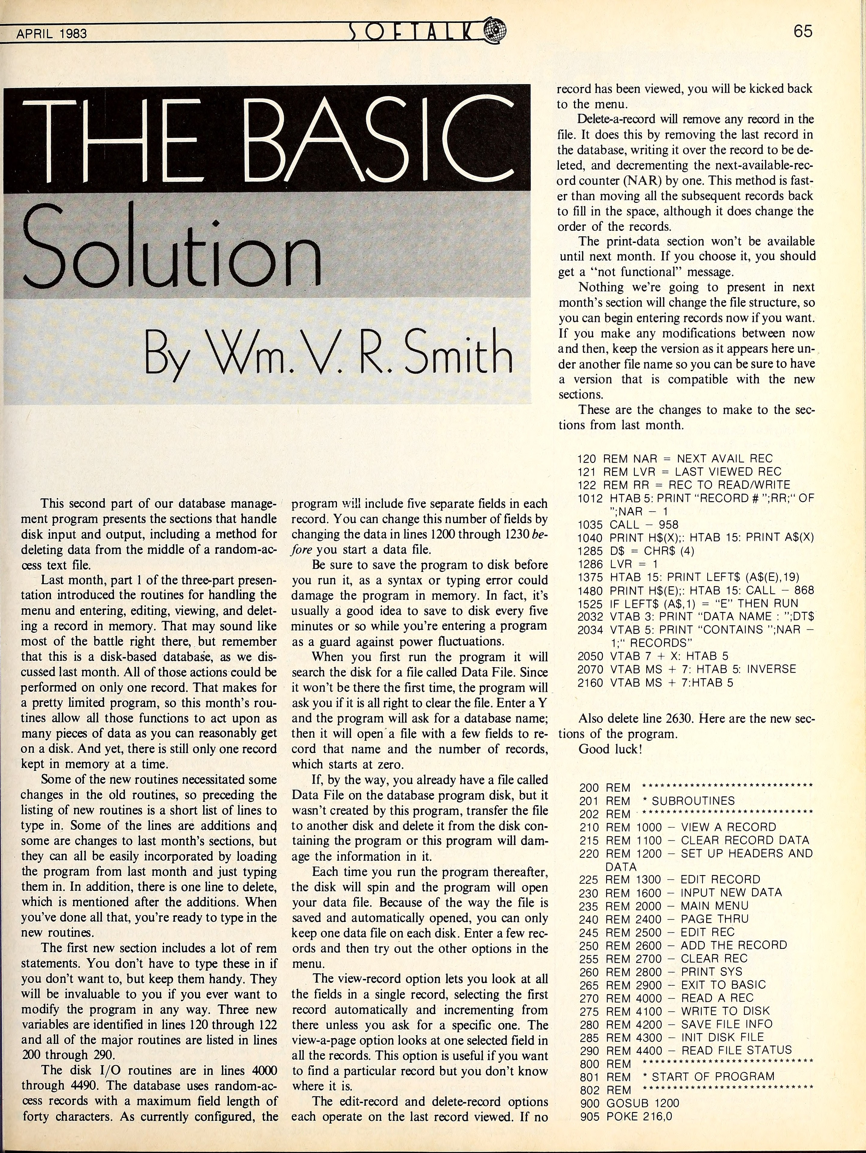 APRIL 1983
SOFTALK
65
THE BASIC
Solution
By Wm. V. R. Smith
This second part of our database manage-
ment program presents the sections that handle
disk input and output, including a method for
deleting data from the middle of a random-ac-
cess text file.
Last month, part 1 of the three-part presen-
tation introduced the routines for handling the
menu and entering, editing, viewing, and delet-
ing a record in memory. That may sound like
most of the battle right there, but remember
that this is a disk-based database, as we dis-
cussed last month. All of those actions could be
performed on only one record. That makes for
a pretty limited program, so this month's rou-
tines allow all those functions to act upon as
many pieces of data as you can reasonably get
on a disk. And yet, there is still only one record
kept in memory at a time.
Some of the new routines necessitated some
changes in the old routines, so preceding the
listing of new routines is a short list of lines to
type in. Some of the lines are additions and
some are changes to last month's sections, but
they can all be easily incorporated by loading
the program from last month and just typing
them in. In addition, there is one line to delete,
which is mentioned after the additions. When
you've done all that, you're ready to type in the
new routines.
The first new section includes a lot of rem
statements. You don't have to type these in if
you don't want to, but keep them handy. They
will be invaluable to you if you ever want to
modify the program in any way. Three new
variables are identified in lines 120 through 122
and all of the major routines are listed in lines
200 through 290.
The disk I/O routines are in lines 4000
through 4490. The database uses random-ac-
cess records with a maximum field length of
forty characters. As currently configured, the
program will include five separate fields in each
record. You can change this number of fields by
changing the data in lines 1200 through 1230 be-
fore you start a data file.
Be sure to save the program to disk before
you run it, as a syntax or typing error could
damage the program in memory. In fact, it's
usually a good idea to save to disk every five
minutes or so while you're entering a program
as a guard against power fluctuations.
When you first run the program it will
search the disk for a file called Data File. Since
it won't be there the first time, the program will
ask you if it is all right to clear the file. Enter a Y
and the program will ask for a database name;
then it will open a file with a few fields to re-
cord that name and the number of records,
which starts at zero.
If, by the way, you already have a file called
Data File on the database program disk, but it
wasn't created by this program, transfer the file
to another disk and delete it from the disk con-
taining the program or this program will dam-
age the information in it.
Each time you run the program thereafter,
the disk will spin and the program will open
your data file. Because of the way the file is
saved and automatically opened, you can only
keep one data file on each disk. Enter a few rec-
ords and then try out the other options in the
menu.
The view-record option lets you look at all
the fields in a single record, selecting the first
record automatically and incrementing from
there unless you ask for a specific one. The
view-a-page option looks at one selected field in
all the records. This option is useful if you want
to find a particular record but you don't know
where it is.
The edit-record and delete-record options
each operate on the last record viewed. If no
record has been viewed, you will be kicked back
to the menu.
Delete-a-record will remove any record in the
file. It does this by removing the last record in
the database, writing it over the record to be de-
leted, and decrementing the next-available-rec-
ord counter (NAR) by one. This method is fast-
er than moving all the subsequent records back
to fill in the space, although it does change the
order of the records.
The print-data section won't be available
until next month. If you choose it, you should
get a "not functional" message.
Nothing we're going to present in next
month's section will change the file structure, so
you can begin entering records now if you want.
If you make any modifications between now
and then, keep the version as it appears here un-
der another file name so you can be sure to have
a version that is compatible with the new
sections.
These are the changes to make to the sec-
tions from last month.
120 REM NAR = NEXT AVAIL REC
121 REM LVR = LAST VIEWED REC
122 REM RR = REC TO READ/WRITE
1012 HTAB 5: PRINT "RECORD # ";RR;" OF
";NAR − 1
1035 CALL − 958
1040 PRINT H$(X);: HTAB 15: PRINT A$(X)
1285 D$ = CHR$ (4)
1286 LVR = 1
1375 HTAB 15: PRINT LEFT$ (A$(E),19)
1480 PRINT H$(E);: HTAB 15: CALL − 868
1525 IF LEFT$ (A$,1) = "E" THEN RUN
2032 VTAB 3: PRINT "DATA NAME : ";DT$
2034 VTAB 5: PRINT "CONTAINS ";NAR −
1;" RECORDS"
2050 VTAB 7 + X: HTAB 5
2070 VTAB MS + 7: HTAB 5: INVERSE
2160 VTAB MS + 7:HTAB 5
Also delete line 2630. Here are the new sec-
tions of the program.
Good luck!
200 REM ****************************
201 REM * SUBROUTINES
202 REM ****************************
210 REM 1000 − VIEW A RECORD
215 REM 1100 − CLEAR RECORD DATA
220 REM 1200 − SET UP HEADERS AND
DATA
225 REM 1300 − EDIT RECORD
230 REM 1600 − INPUT NEW DATA
235 REM 2000 − MAIN MENU
240 REM 2400 − PAGE THRU
245 REM 2500 − EDIT REC
250 REM 2600 − ADD THE RECORD
255 REM 2700 − CLEAR REC
260 REM 2800 − PRINT SYS
265 REM 2900 − EXIT TO BASIC
270 REM 4000 − READ A REC
275 REM 4100 − WRITE TO DISK
280 REM 4200 − SAVE FILE INFO
285 REM 4300 − INIT DISK FILE
290 REM 4400 − READ FILE STATUS
800 REM ****************************
801 REM * START OF PROGRAM
802 REM ****************************
900 GOSUB 1200
905 POKE 216,0